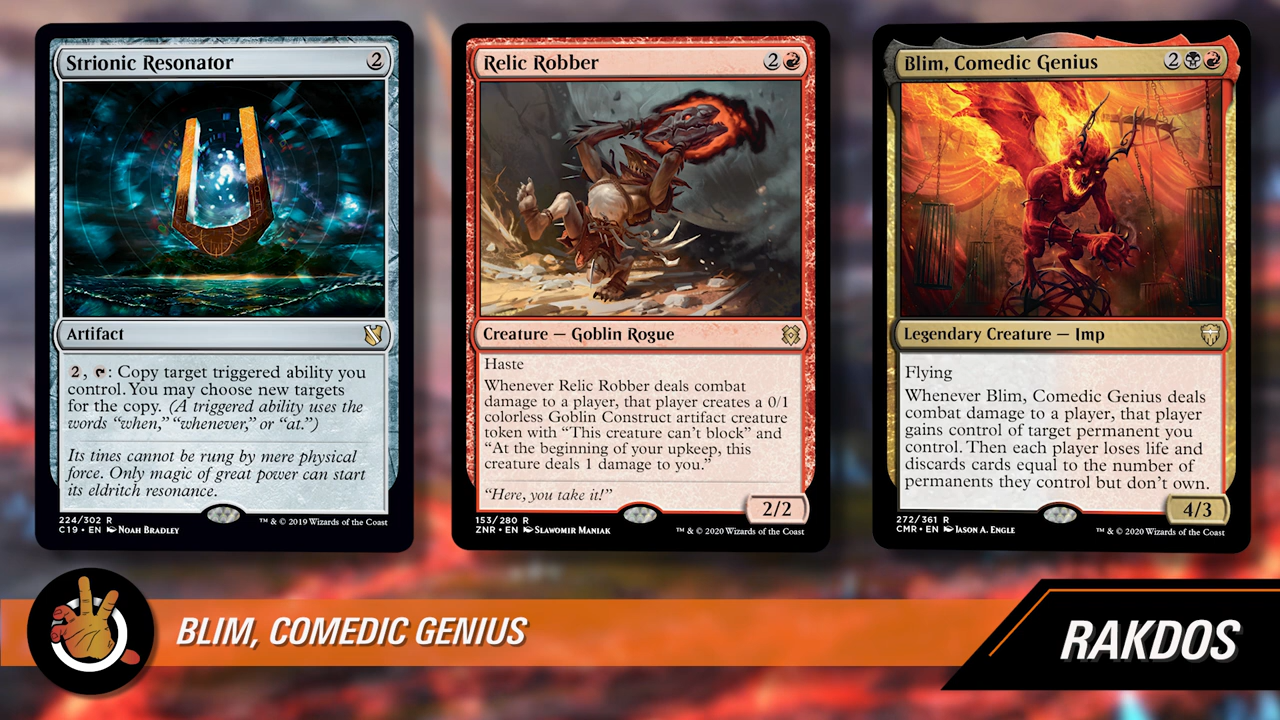 Strionic Resonator 2
Artifact
2, T: Copy target triggered ability you
control. You may choose new targets
for the copy. (A triggered ability uses the
words “when,” “whenever,” or “at.”)
Its tines cannot be rung by mere physical
force. Only magic of great power can start
its eldritch resonance.
224/302 R
C19 • EN NOAH BRADLEY
™ & © 2019 Wizards of the Coast
Relic Robber 2
Creature — Goblin Rogue
Haste
Whenever Relic Robber deals combat
damage to a player, that player creates a 0/1
colorless Goblin Construct artifact creature
token with “This creature can’t block” and
“At the beginning of your upkeep, this
creature deals 1 damage to you.”
“Here, you take it!”
2/2
153/280 R
ZNR • EN SLAWOMIR MANIAK
™ & © 2020 Wizards of the Coast
Blim, Comedic Genius 2
Legendary Creature — Imp
Flying
Whenever Blim, Comedic Genius deals
combat damage to a player, that player
gains control of target permanent you
control. Then each player loses life and
discards cards equal to the number of
permanents they control but don’t own.
4/3
272/361 R
CMR • EN JASON A. ENGLE
™ & © 2020 Wizards of the Coast
BLIM, COMEDIC GENIUS
RAKDOS